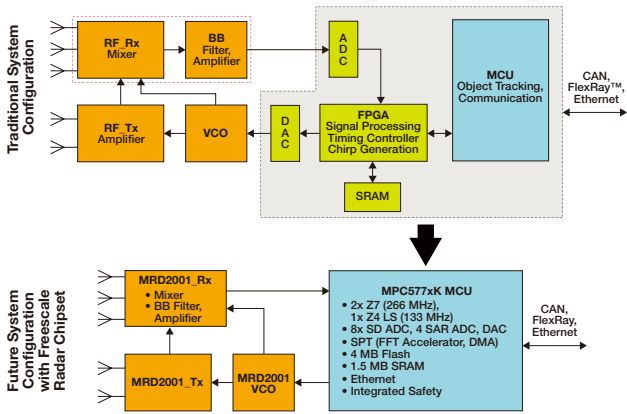 Traditional System
Configuration
RF_Rx
Mixer
BB
Filter,
Amplifier
A
D
C
MCU
Object Tracking,
Communication
CAN,
FlexRay™,
Ethernet
RF_Tx
Amplifier
VCO
D
A
C
FPGA
Signal Processing
Timing Controller
Chirp Generation
SRAM
Future System
Configuration
with Freescale
Radar Chipset
MRD2001_Rx
• Mixer
• BB Filter,
Amplifier
MRD2001_Tx
MRD2001
VCO
MPC577xK MCU
• 2x Z7 (266 MHz),
1x Z4 LS (133 MHz)
• 8x SD ADC, 4 SAR ADC, DAC
• SPT (FFT Accelerator, DMA)
• 4 MB Flash
• 1.5 MB SRAM
• Ethernet
• Integrated Safety
CAN,
FlexRay,
Ethernet